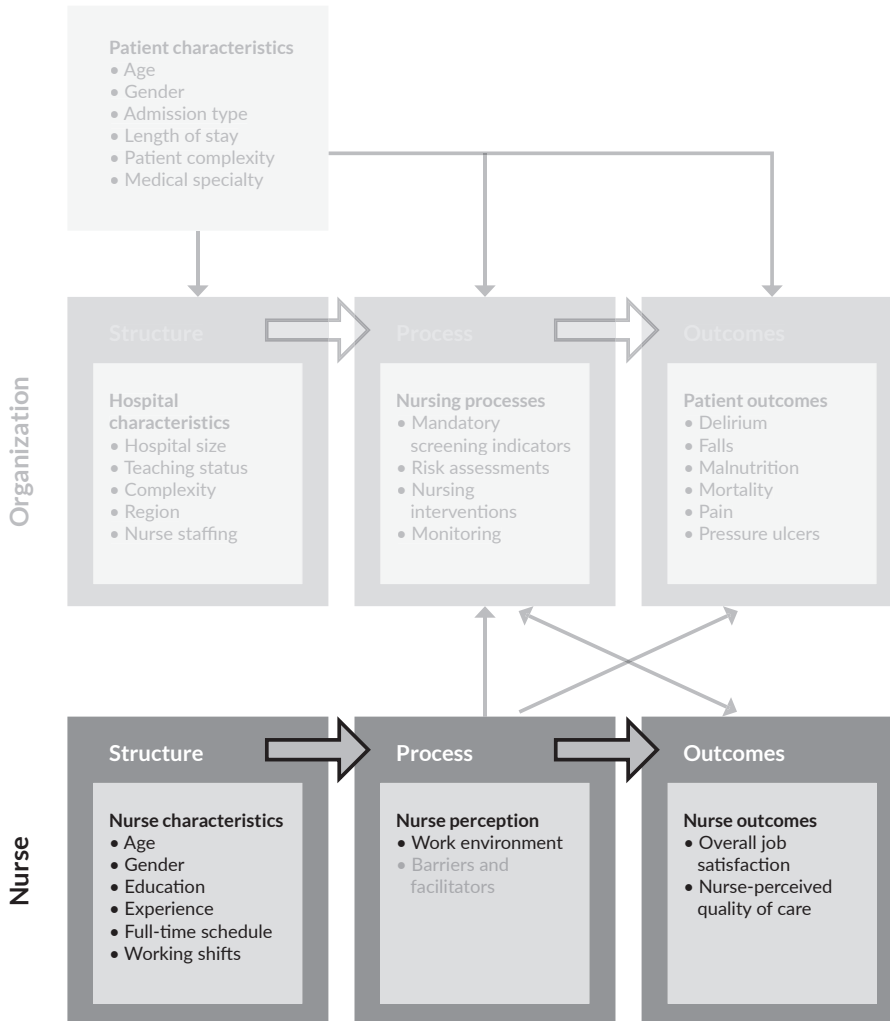 Patient characteristics
• Age
• Gender
• Admission type
• Length of stay
• Patient complexity
• Medical specialty
Organization
Structure
Process
Outcomes
Hospital
characteristics
• Hospital size
• Teaching status
• Complexity
• Region
• Nurse staffing
Nursing processes
• Mandatory
screening indicators
• Risk assessments
• Nursing
interventions
• Monitoring
Patient outcomes
• Delirium
• Falls
• Malnutrition
• Mortality
• Pain
• Pressure ulcers
Nurse
Structure
Process
Outcomes
Nurse characteristics
• Age
• Gender
• Education
• Experience
• Full-time schedule
• Working shifts
Nurse perception
• Work environment
• Barriers and
facilitators
Nurse outcomes
• Overall job
satisfaction
• Nurse-perceived
quality of care